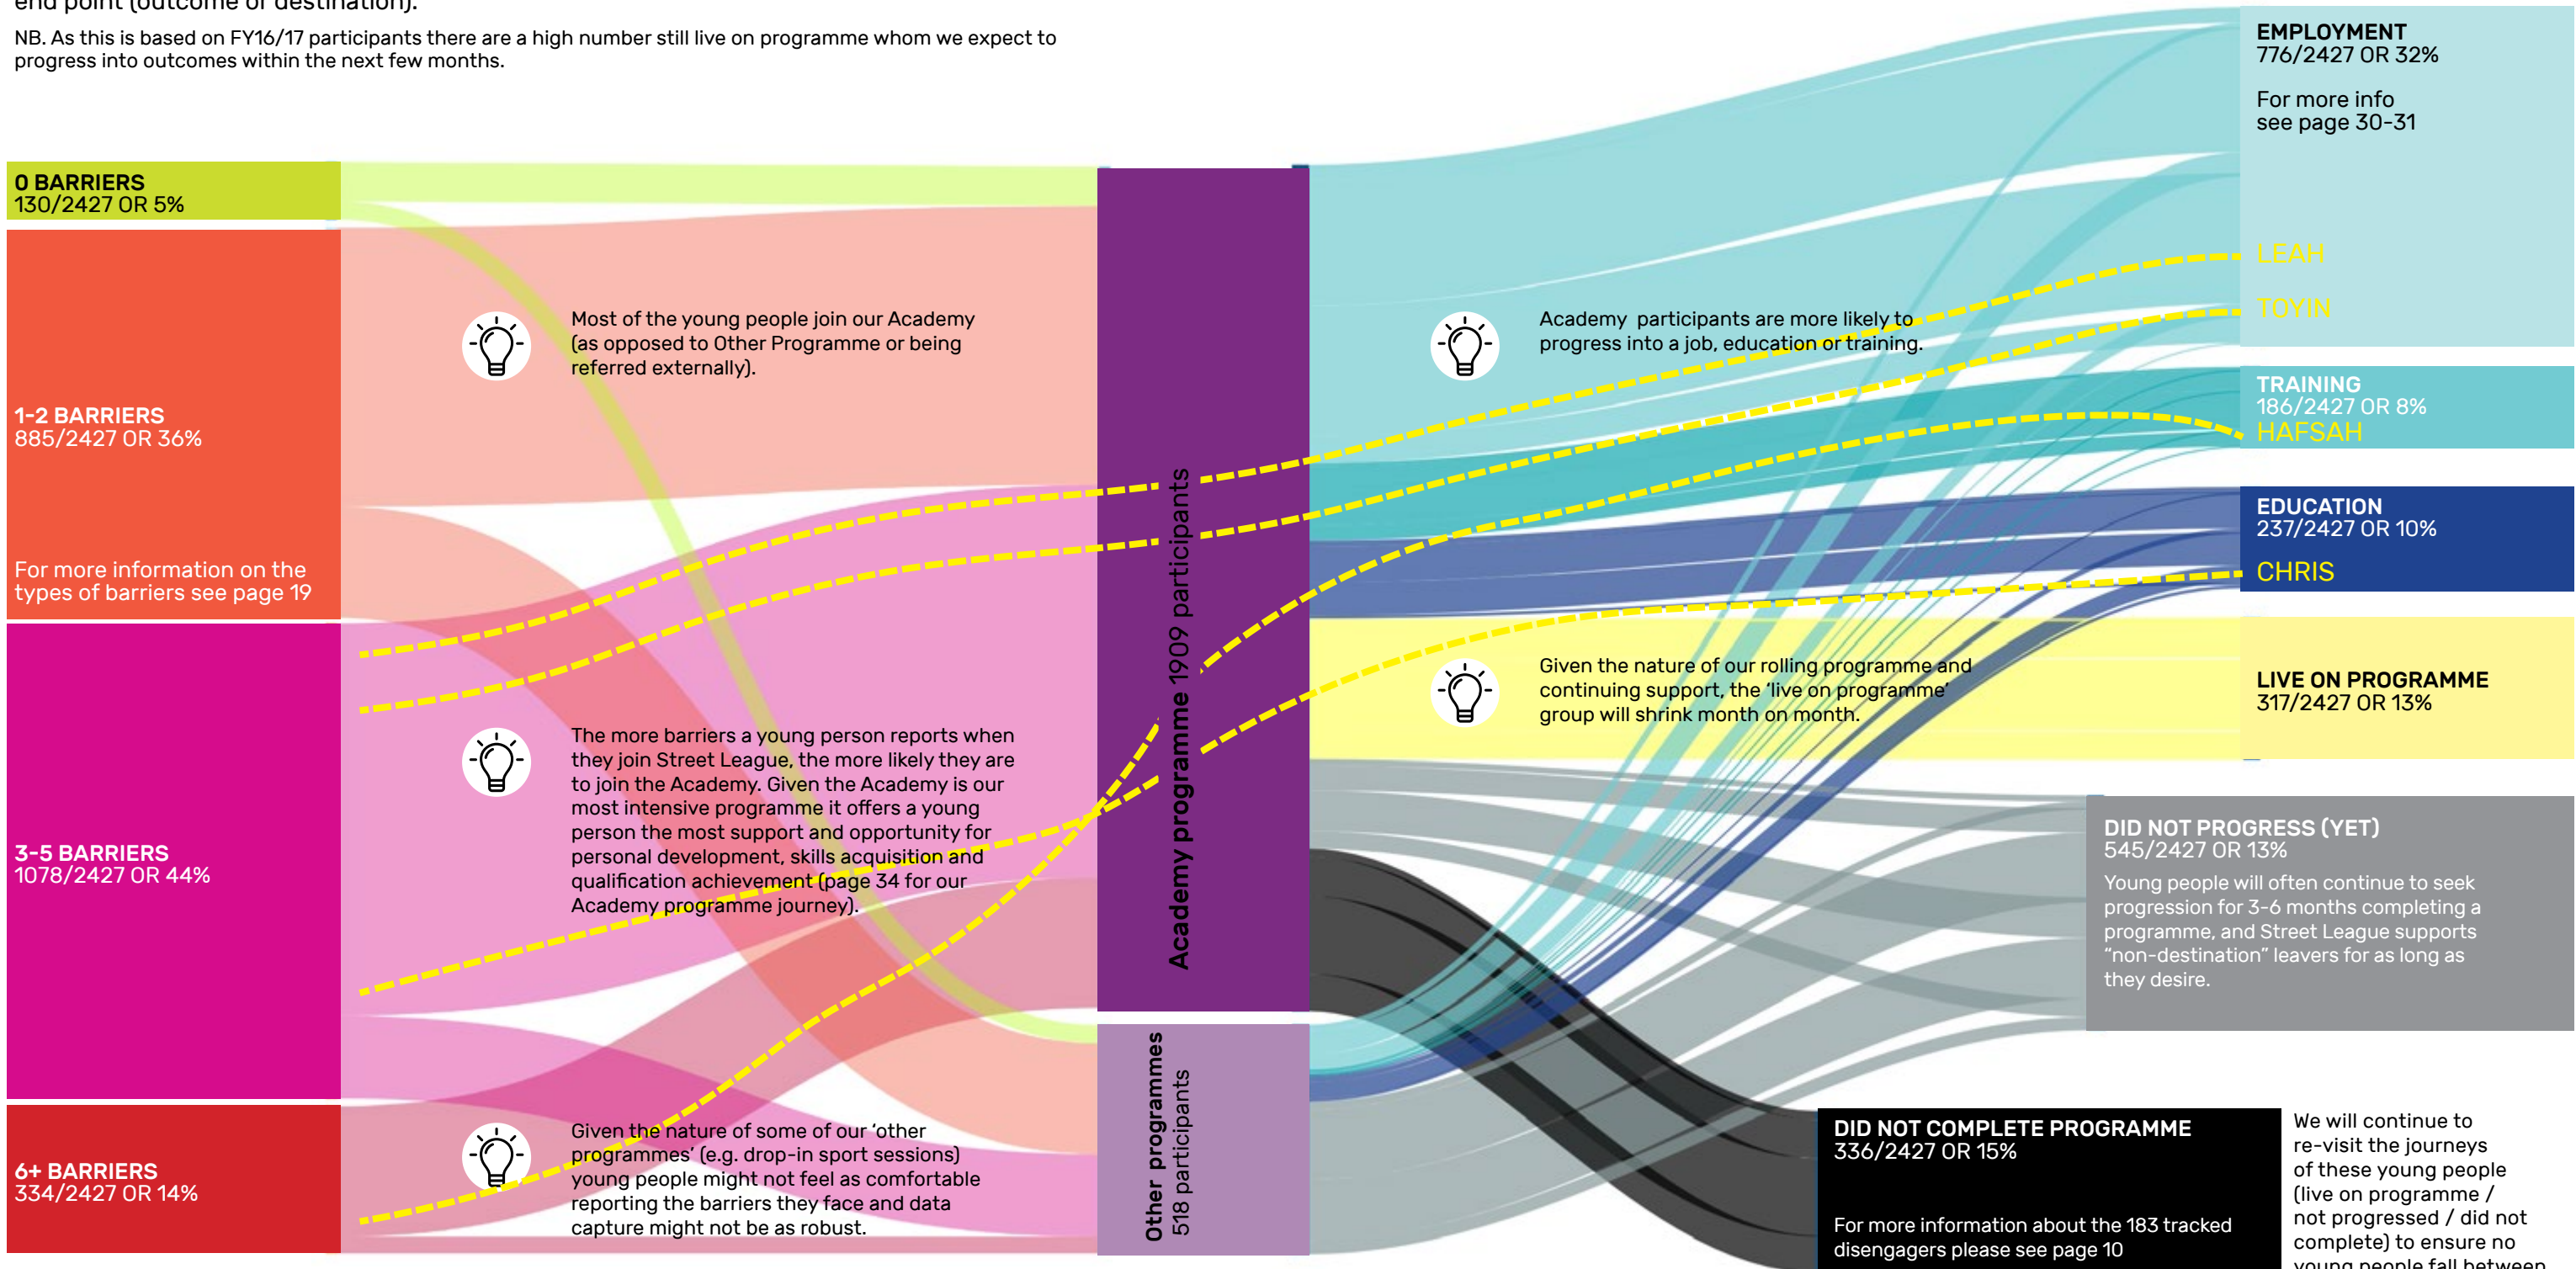 end point (outcome or destination).
NB. As this is based on FY16/17 participants there are a high number still live on programme whom we expect to
progress into outcomes within the next few months.
0 BARRIERS
130/2427 OR 5%
1-2 BARRIERS
885/2427 OR 36%
For more information on the
types of barriers see page 19
3-5 BARRIERS
1078/2427 OR 44%
6+ BARRIERS
334/2427 OR 14%
Most of the young people join our Academy
(as opposed to Other Programme or being
referred externally).
The more barriers a young person reports when
they join Street League, the more likely they are
to join the Academy. Given the Academy is our
most intensive programme it offers a young
person the most support and opportunity for
personal development, skills acquisition and
qualification achievement (page 34 for our
Academy programme journey).
Given the nature of some of our ‘other
programmes’ (e.g. drop-in sport sessions)
young people might not feel as comfortable
reporting the barriers they face and data
capture might not be as robust.
Academy programme 1909 participants
Other programmes
518 participants
Academy participants are more likely to
progress into a job, education or training.
Given the nature of our rolling programme and
continuing support, the ‘live on programme’
group will shrink month on month.
EMPLOYMENT
776/2427 OR 32%
For more info
see page 30-31
LEAH
TOYIN
TRAINING
186/2427 OR 8%
HAFSAH
EDUCATION
237/2427 OR 10%
CHRIS
LIVE ON PROGRAMME
317/2427 OR 13%
DID NOT PROGRESS (YET)
545/2427 OR 13%
Young people will often continue to seek
progression for 3-6 months completing a
programme, and Street League supports
“non-destination” leavers for as long as
they desire.
DID NOT COMPLETE PROGRAMME
336/2427 OR 15%
For more information about the 183 tracked
disengagers please see page 10
We will continue to
re-visit the journeys
of these young people
(live on programme /
not progressed / did not
complete) to ensure no
young people fall between